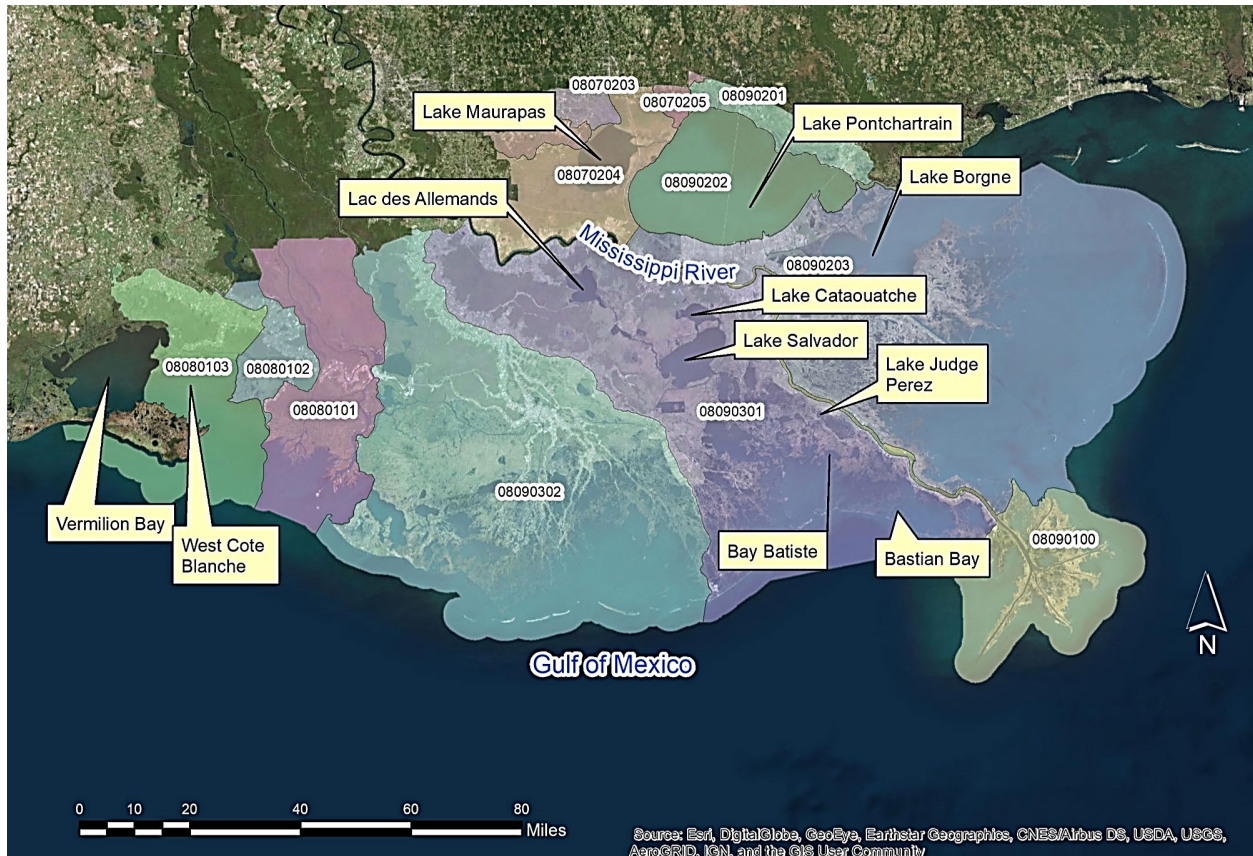 08070203
08070205
08090201
Lake Maurapas
Lake Pontchartrain
08070204
08090202
Lake Borgne
Lac des Allemands
Mississippi River
08090203
Lake Cataouatche
Lake Salvador
Lake Judge
Perez
08080103
08080102
08080101
08090301
08090302
Vermilion Bay
West Cote
Blanche
Bay Batiste
Bastian Bay
08090100
N
Gulf of Mexico
0 10 20 40 60 80
Miles
Source: Esri, DigitalGlobe, GeoEye, Earthstar Geographics, CNES/Airbus DS, USDA, USGS,
AeroGRID, IGN, and the GIS User Community